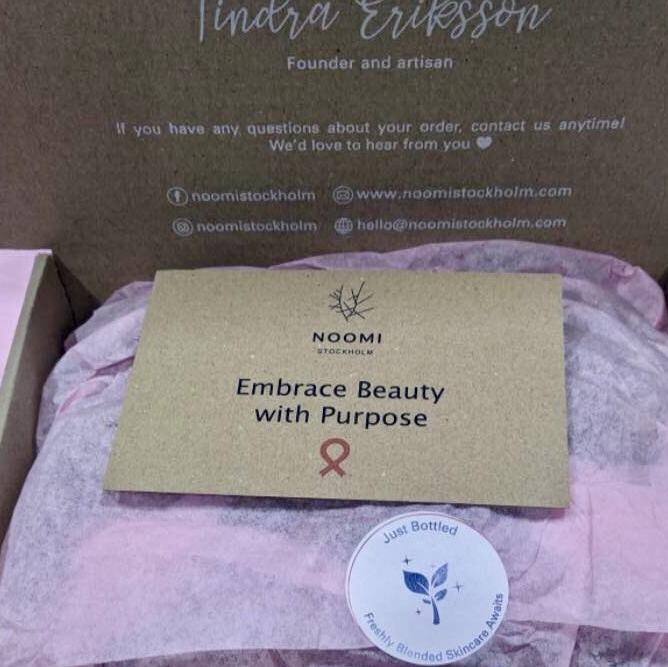 Tindra Eriksson
Founder and artisan
If you have any questions about your order, contact us anytime!
We'd love to hear from you
noomistockholm www.noomistockholm.com
noomistockholm hello@noomistockholm.com
NOOMI
STOCKHOLM
Embrace Beauty
with Purpose
Just Bottled
Freshly Blended Skincare Awaits